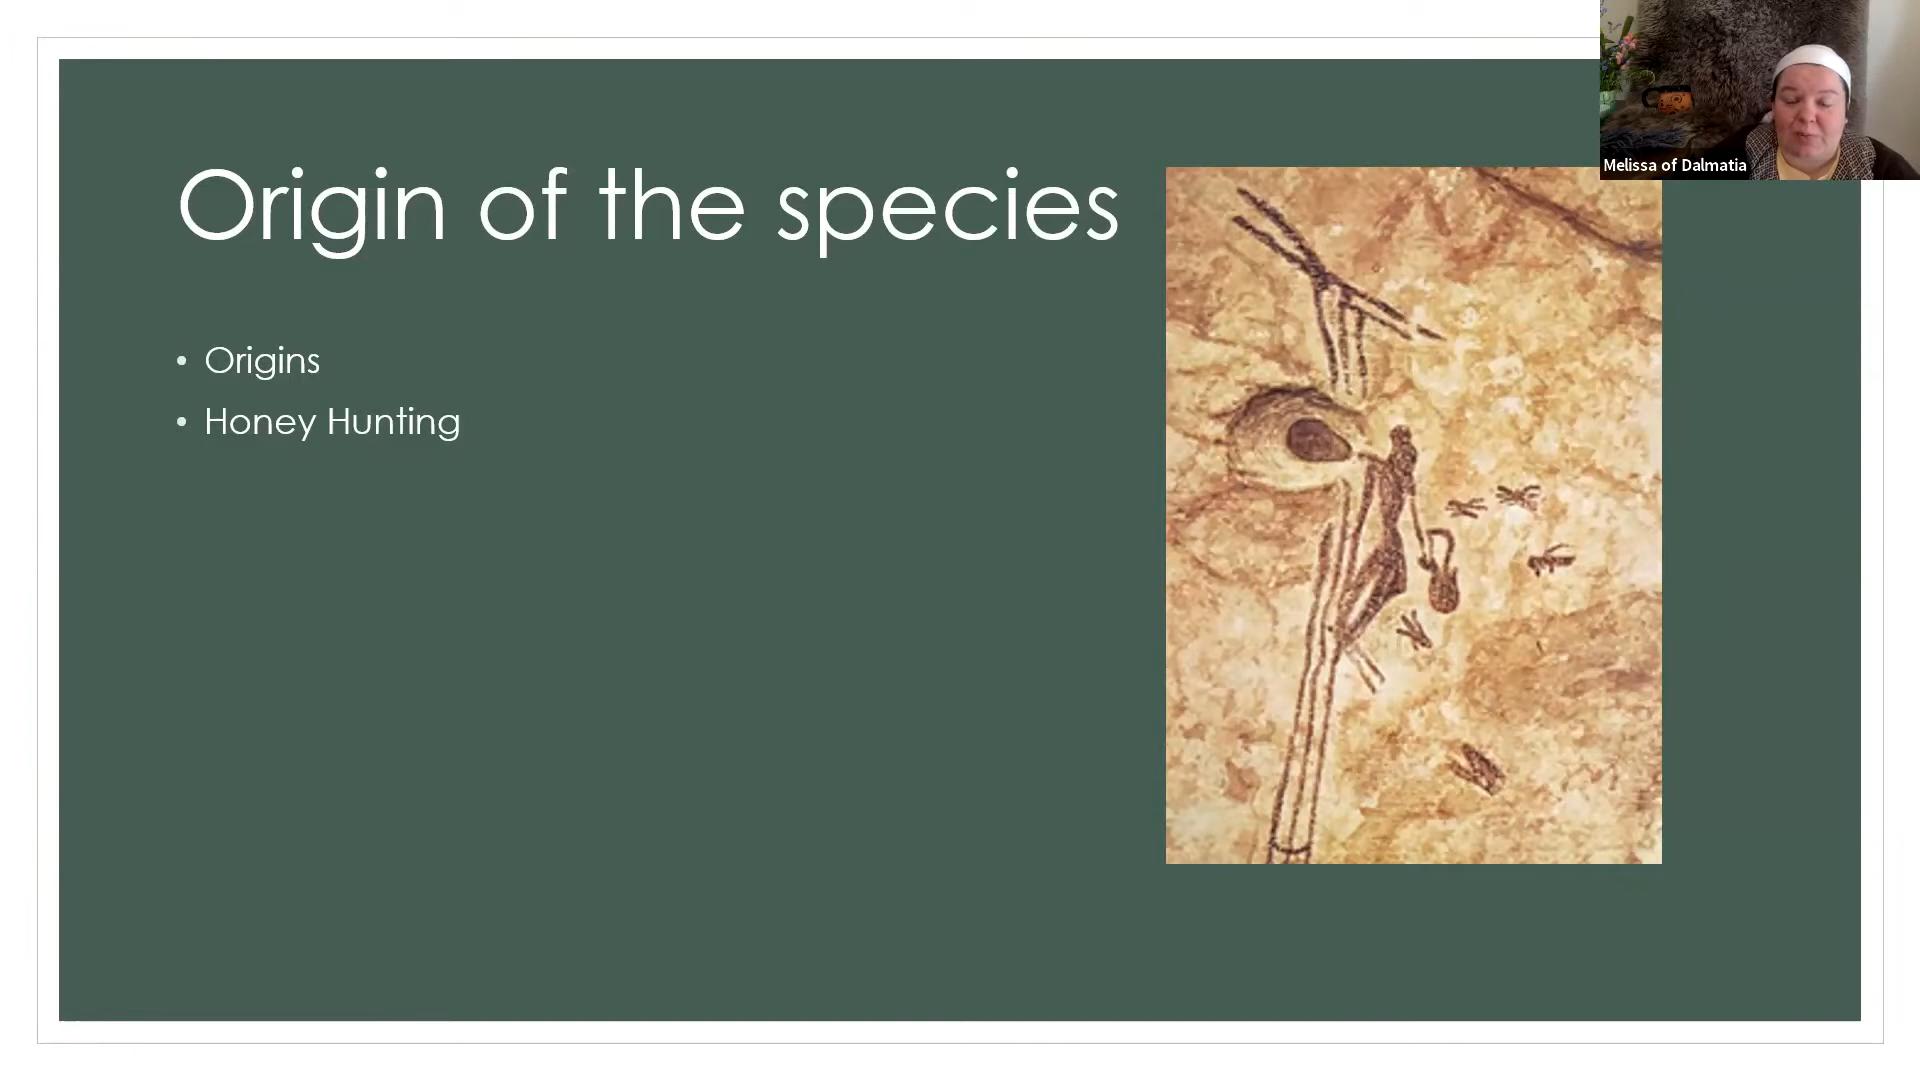 Origin of the species
Origins
Honey Hunting
Melissa of Dalmatia